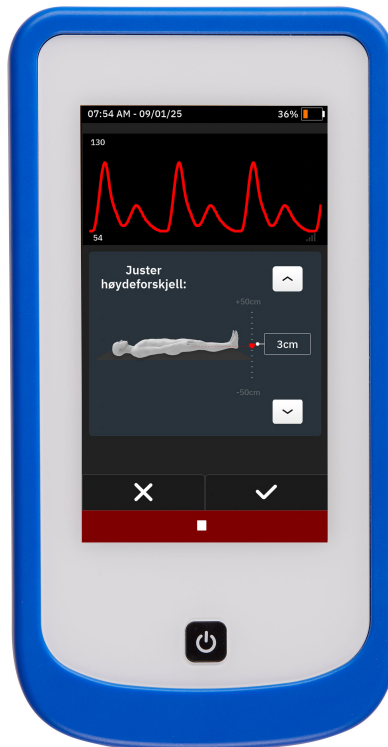 07:54 AM - 09/01/25 36%
130
54
Juster
høydeforskjell:
+50cm
3cm
-50cm